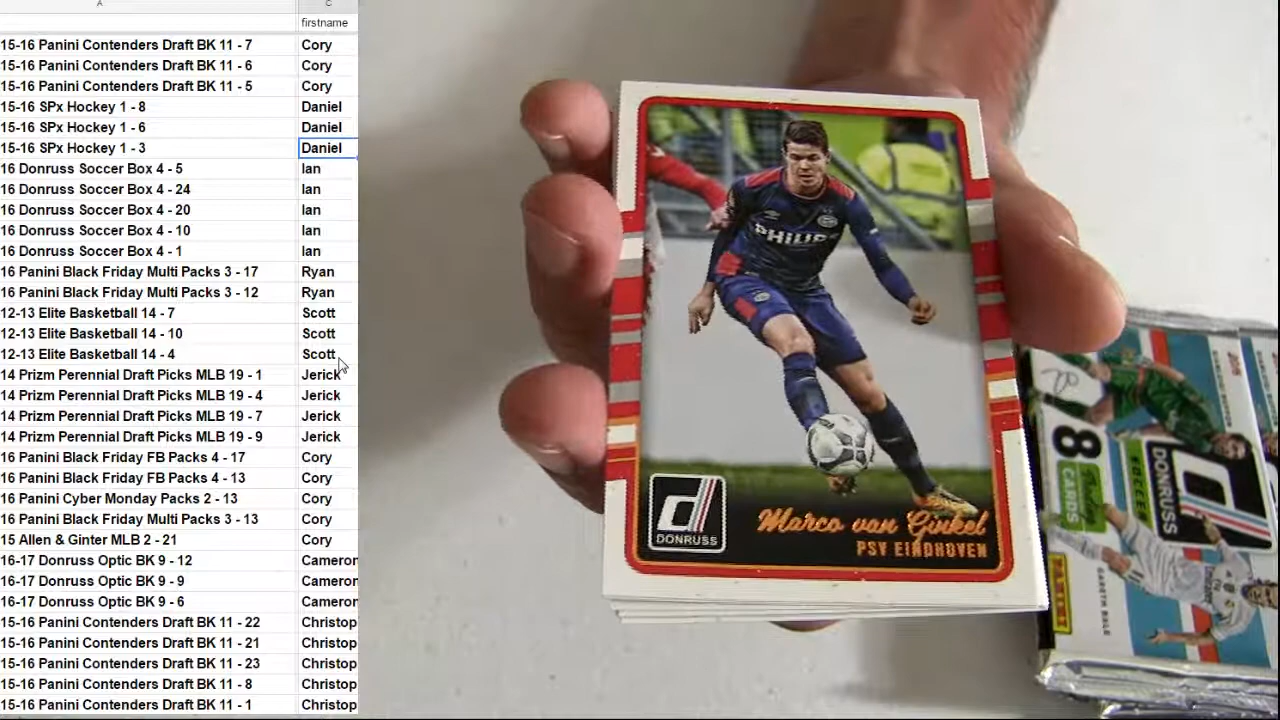 A
C
firstname
15-16 Panini Contenders Draft BK 11 - 7 Cory
15-16 Panini Contenders Draft BK 11 - 6 Cory
15-16 Panini Contenders Draft BK 11 - 5 Cory
15-16 SPx Hockey 1 - 8 Daniel
15-16 SPx Hockey 1 - 6 Daniel
15-16 SPx Hockey 1 - 3 Daniel
16 Donruss Soccer Box 4 - 5 Ian
16 Donruss Soccer Box 4 - 24 Ian
16 Donruss Soccer Box 4 - 20 Ian
16 Donruss Soccer Box 4 - 10 Ian
16 Donruss Soccer Box 4 - 1 Ian
16 Panini Black Friday Multi Packs 3 - 17 Ryan
16 Panini Black Friday Multi Packs 3 - 12 Ryan
12-13 Elite Basketball 14 - 7 Scott
12-13 Elite Basketball 14 - 10 Scott
12-13 Elite Basketball 14 - 4 Scott
14 Prizm Perennial Draft Picks MLB 19 - 1 Jerick
14 Prizm Perennial Draft Picks MLB 19 - 4 Jerick
14 Prizm Perennial Draft Picks MLB 19 - 7 Jerick
14 Prizm Perennial Draft Picks MLB 19 - 9 Jerick
16 Panini Black Friday FB Packs 4 - 17 Cory
16 Panini Black Friday FB Packs 4 - 13 Cory
16 Panini Cyber Monday Packs 2 - 13 Cory
16 Panini Black Friday Multi Packs 3 - 13 Cory
15 Allen & Ginter MLB 2 - 21 Cory
16-17 Donruss Optic BK 9 - 12 Cameron
16-17 Donruss Optic BK 9 - 9 Cameron
16-17 Donruss Optic BK 9 - 6 Cameron
15-16 Panini Contenders Draft BK 11 - 22 Christop
15-16 Panini Contenders Draft BK 11 - 21 Christop
15-16 Panini Contenders Draft BK 11 - 23 Christop
15-16 Panini Contenders Draft BK 11 - 8 Christop
15-16 Panini Contenders Draft BK 11 - 1 Christop
PHILIPS
d
DONRUSS
Marco van Ginkel
PSV EINDHOVEN
8
CARDS
DONRUSS
SOCCER
PANINI
GARETH BALE